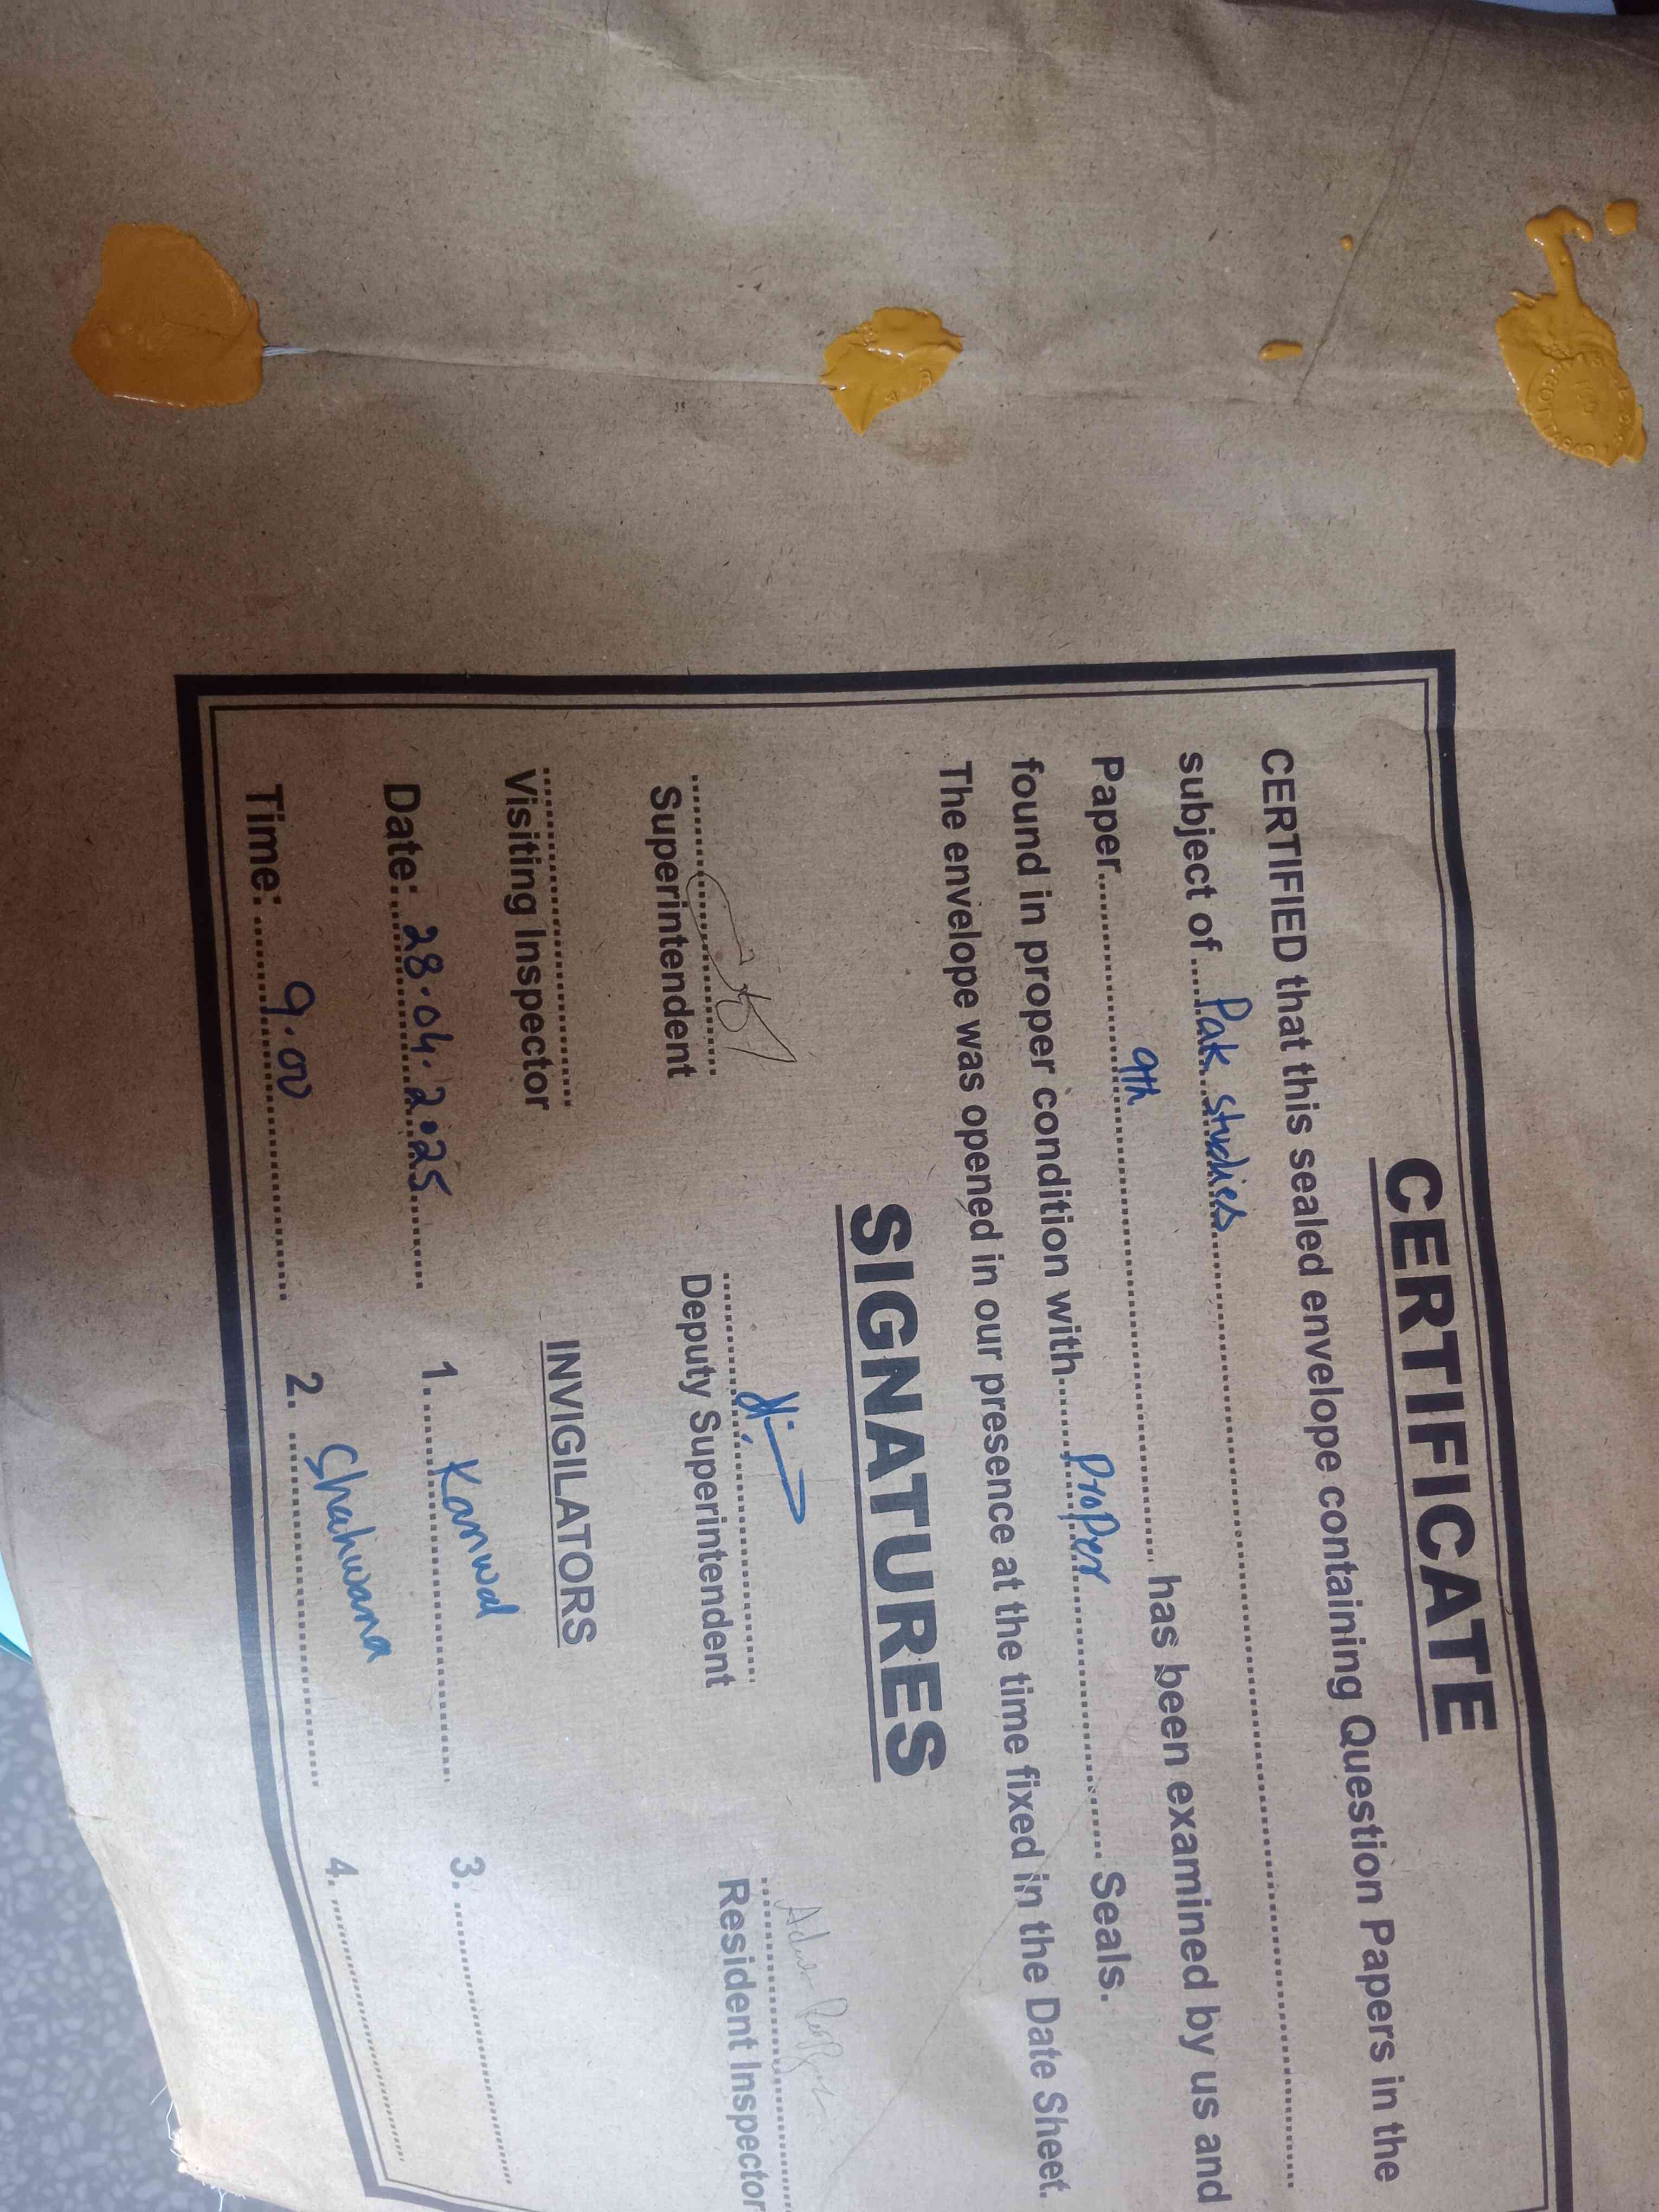 CERTIFICATE
CERTIFIED that this sealed envelope containing Question Papers in the
subject of....Pak studies....
Paper....9th.... has been examined by us and
found in proper condition with....Proper.... Seals.
The envelope was opened in our presence at the time fixed in the Date Sheet.
SIGNATURES
Superintendent Deputy Superintendent Resident Inspector
Visiting Inspector INVIGILATORS
Date: 28.04.2025 1. Kanwal 3.
Time: 9.00 2. Shahwana 4.